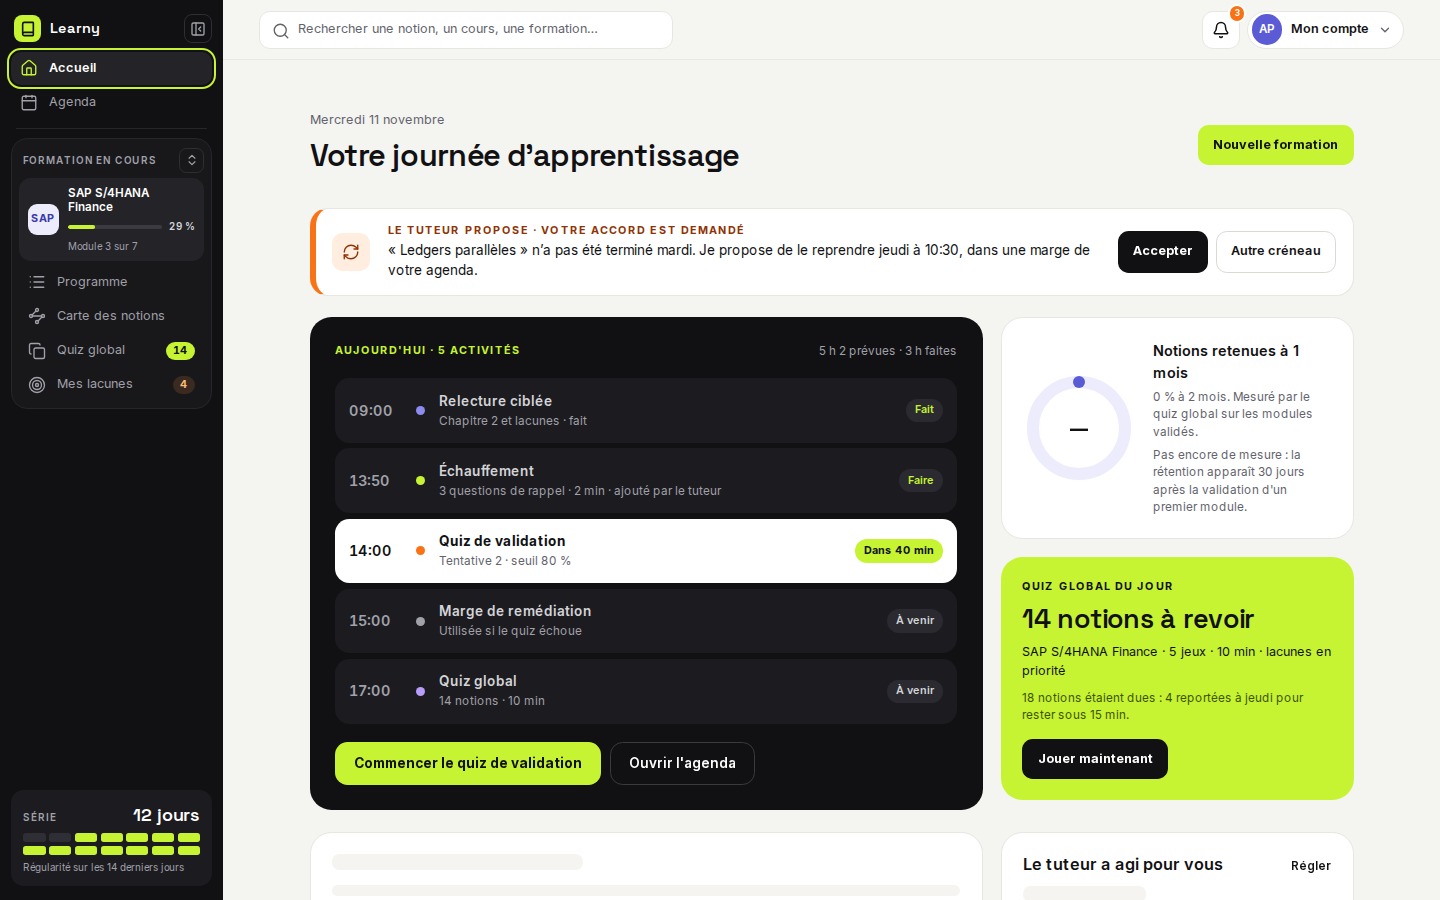 Learny
Rechercher une notion, un cours, une formation...
3
AP
Mon compte
Accueil
Agenda
FORMATION EN COURS
SAP
SAP S/4HANA
Finance
29 %
Module 3 sur 7
Programme
Carte des notions
Quiz global
14
Mes lacunes
4
SÉRIE
12 jours
Régularité sur les 14 derniers jours
Mercredi 11 novembre
Votre journée d'apprentissage
Nouvelle formation
LE TUTEUR PROPOSE · VOTRE ACCORD EST DEMANDÉ
« Ledgers parallèles » n'a pas été terminé mardi. Je propose de le reprendre jeudi à 10:30, dans une marge de
votre agenda.
Accepter
Autre créneau
AUJOURD'HUI · 5 ACTIVITÉS
5 h 2 prévues · 3 h faites
09:00
Relecture ciblée
Chapitre 2 et lacunes · fait
Fait
13:50
Échauffement
3 questions de rappel · 2 min · ajouté par le tuteur
Faire
14:00
Quiz de validation
Tentative 2 · seuil 80 %
Dans 40 min
15:00
Marge de remédiation
Utilisée si le quiz échoue
À venir
17:00
Quiz global
14 notions · 10 min
À venir
Commencer le quiz de validation
Ouvrir l'agenda
—
Notions retenues à 1
mois
0 % à 2 mois. Mesuré par le
quiz global sur les modules
validés.
Pas encore de mesure : la
rétention apparaît 30 jours
après la validation d'un
premier module.
QUIZ GLOBAL DU JOUR
14 notions à revoir
SAP S/4HANA Finance · 5 jeux · 10 min · lacunes en
priorité
18 notions étaient dues : 4 reportées à jeudi pour
rester sous 15 min.
Jouer maintenant
Le tuteur a agi pour vous
Régler